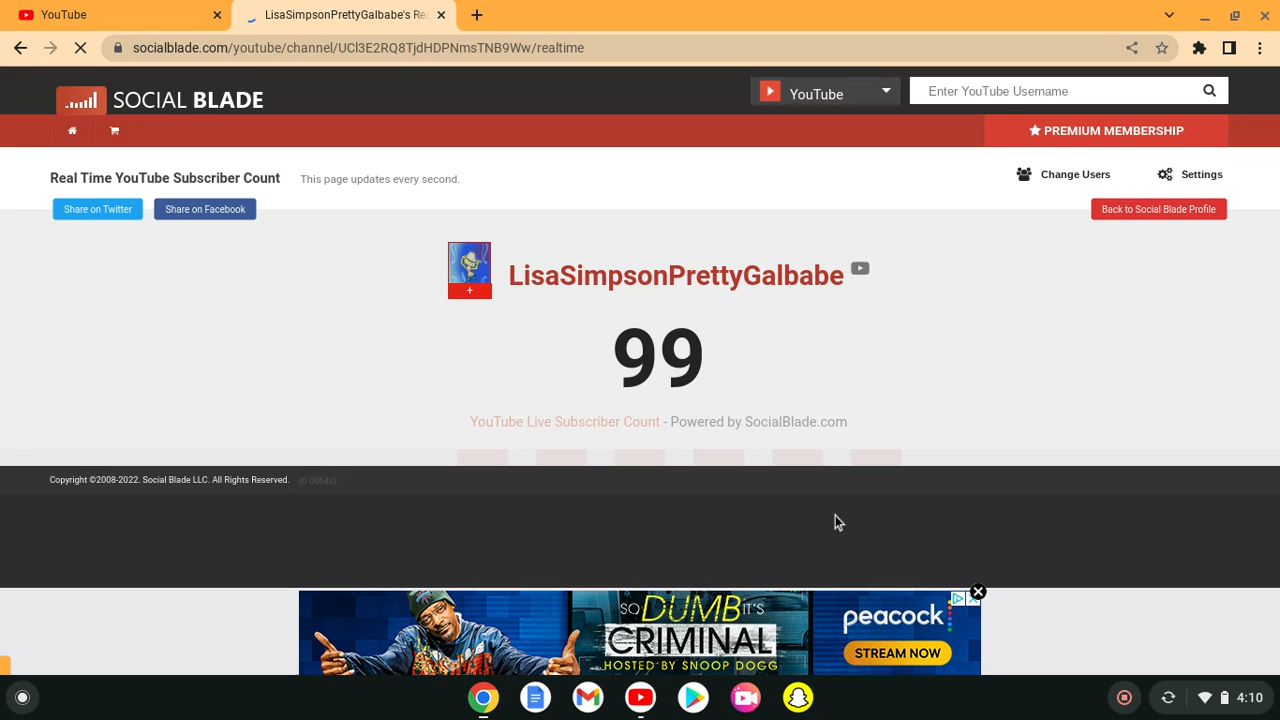 YouTube
LisaSimpsonPrettyGalbabe's Re
socialblade.com/youtube/channel/UCl3E2RQ8TjdHDPNmsTNB9Ww/realtime
SOCIAL BLADE
YouTube
Enter YouTube Username
PREMIUM MEMBERSHIP
Real Time YouTube Subscriber Count
This page updates every second.
Change Users
Settings
Share on Twitter
Share on Facebook
Back to Social Blade Profile
+
LisaSimpsonPrettyGalbabe
99
YouTube Live Subscriber Count - Powered by SocialBlade.com
Copyright ©2008-2022. Social Blade LLC. All Rights Reserved. (0.0064s)
SO DUMB IT'S
CRIMINAL
HOSTED BY SNOOP DOGG
peacock
STREAM NOW
4:10